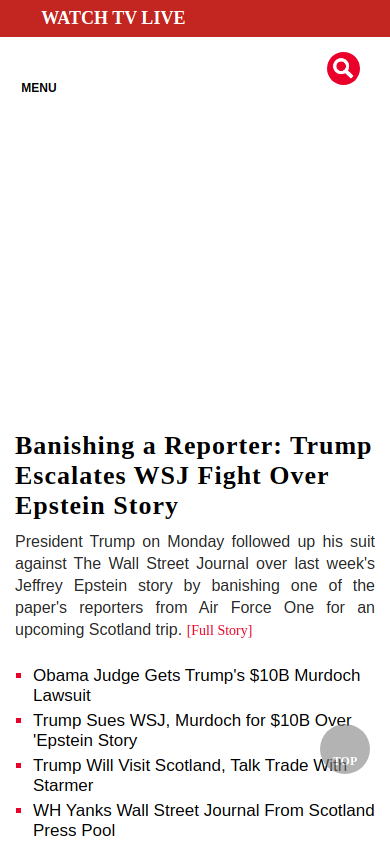 WATCH TV LIVE
MENU
Banishing a Reporter: Trump
Escalates WSJ Fight Over
Epstein Story
President Trump on Monday followed up his suit
against The Wall Street Journal over last week's
Jeffrey Epstein story by banishing one of the
paper's reporters from Air Force One for an
upcoming Scotland trip. [Full Story]
Obama Judge Gets Trump's $10B Murdoch
Lawsuit
Trump Sues WSJ, Murdoch for $10B Over
'Epstein Story
TOP
Trump Will Visit Scotland, Talk Trade With
Starmer
WH Yanks Wall Street Journal From Scotland
Press Pool